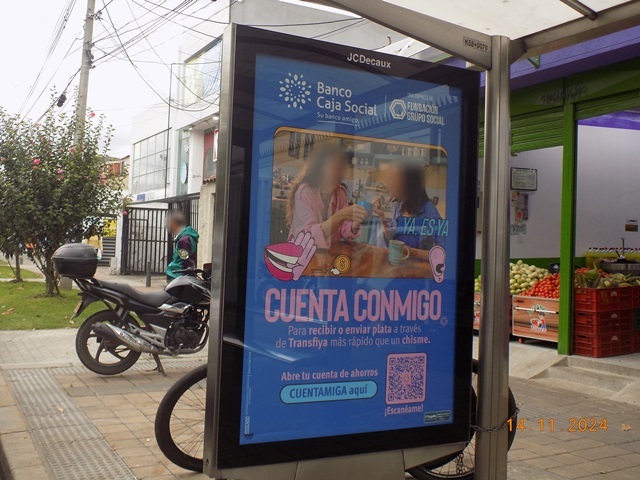 JCDecaux
Banco
Caja Social
Su banco amigo
FUNDACIÓN
GRUPO SOCIAL
YA, ES YA
CUENTA CONMIGO
Para recibir o enviar plata a través
de Transfiya más rápido que un chisme.
Abre tu cuenta de ahorros
CUENTAMIGA aquí
¡Escanéame!
14.11.2024